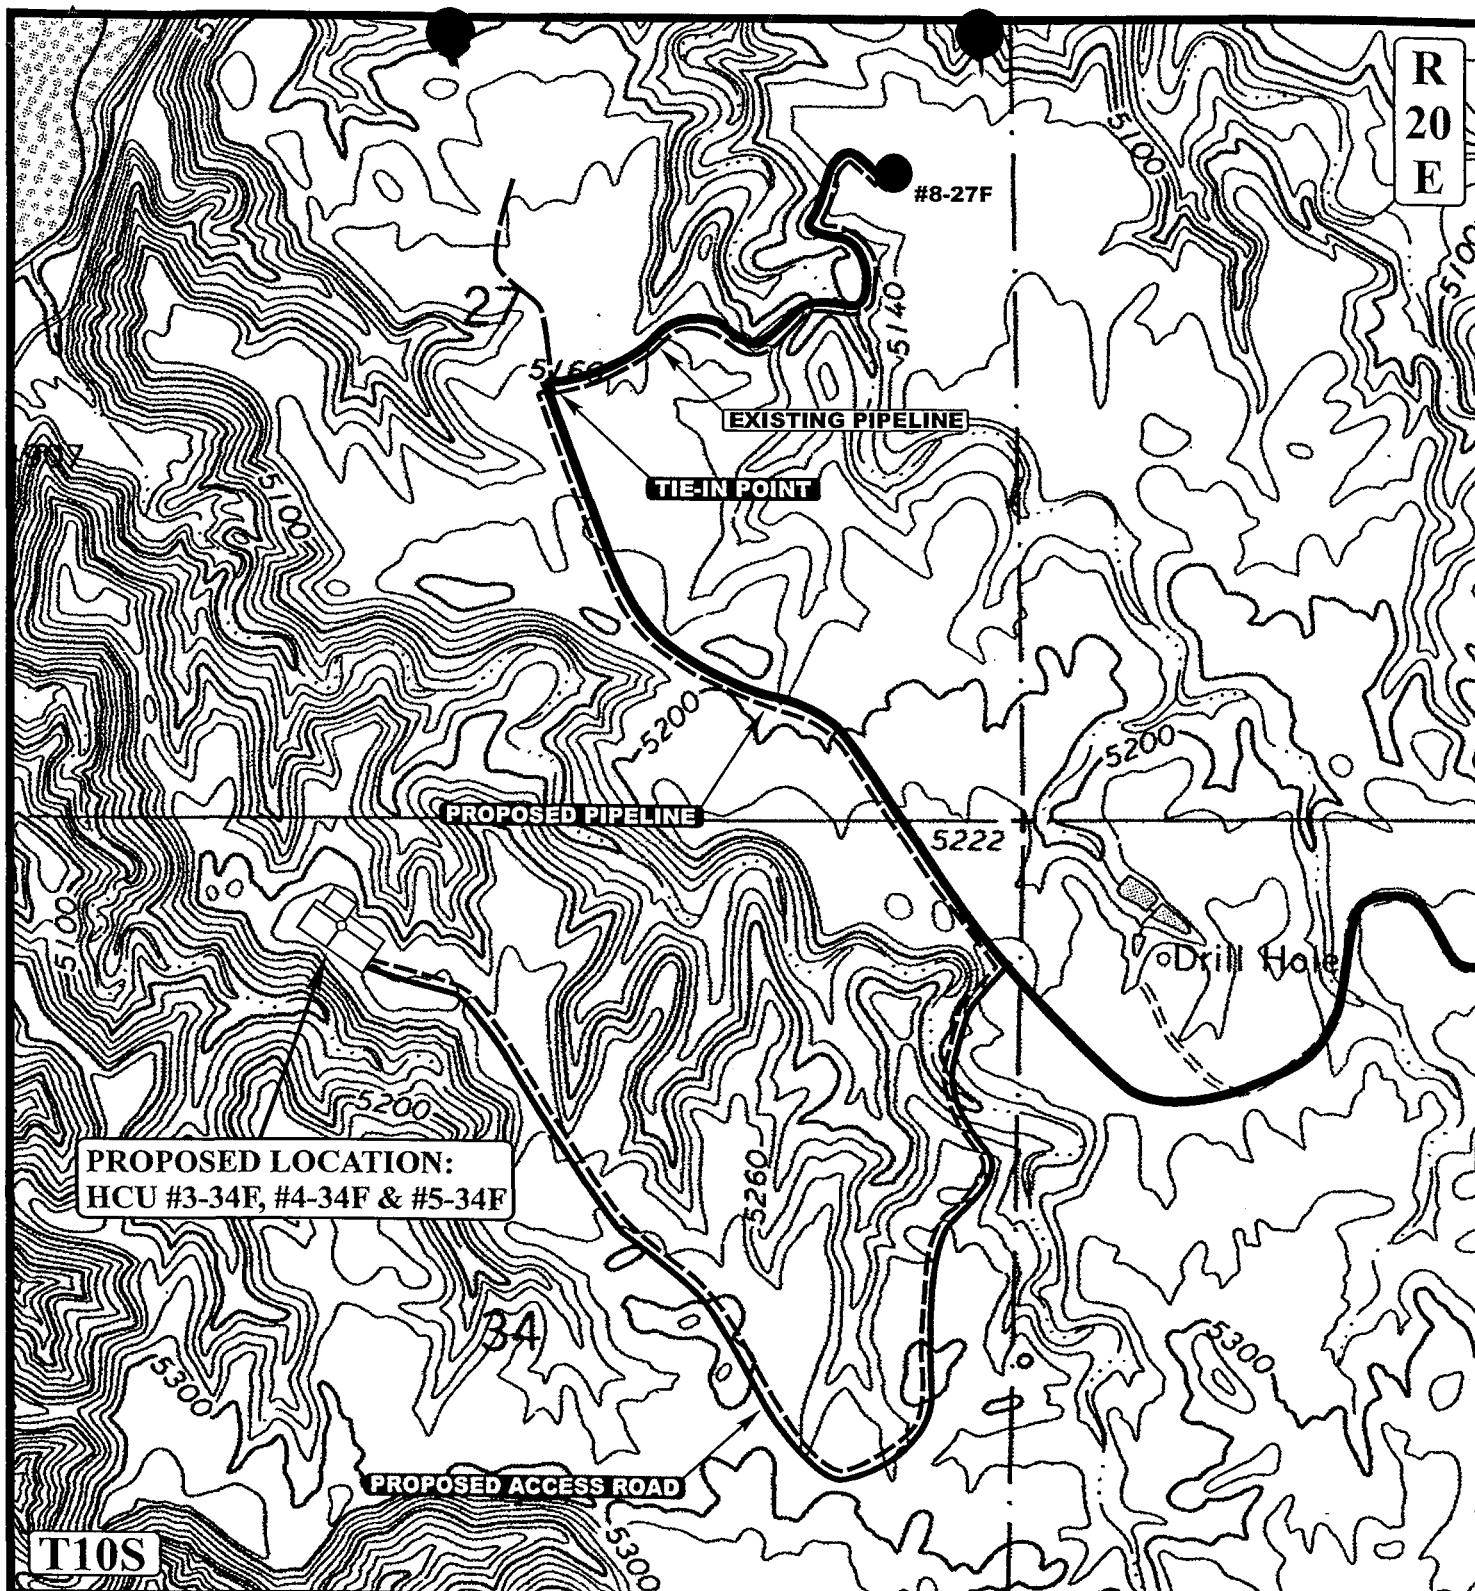 R
20
E
5100
#8-27F
5100
27
5140
5160
EXISTING PIPELINE
TIE-IN POINT
5100
5200
5200
PROPOSED PIPELINE
5222
5100
Drill Hole
5200
PROPOSED LOCATION:
HCU #3-34F, #4-34F & #5-34F
5260
34
5300
5300
PROPOSED ACCESS ROAD
5300
T10S